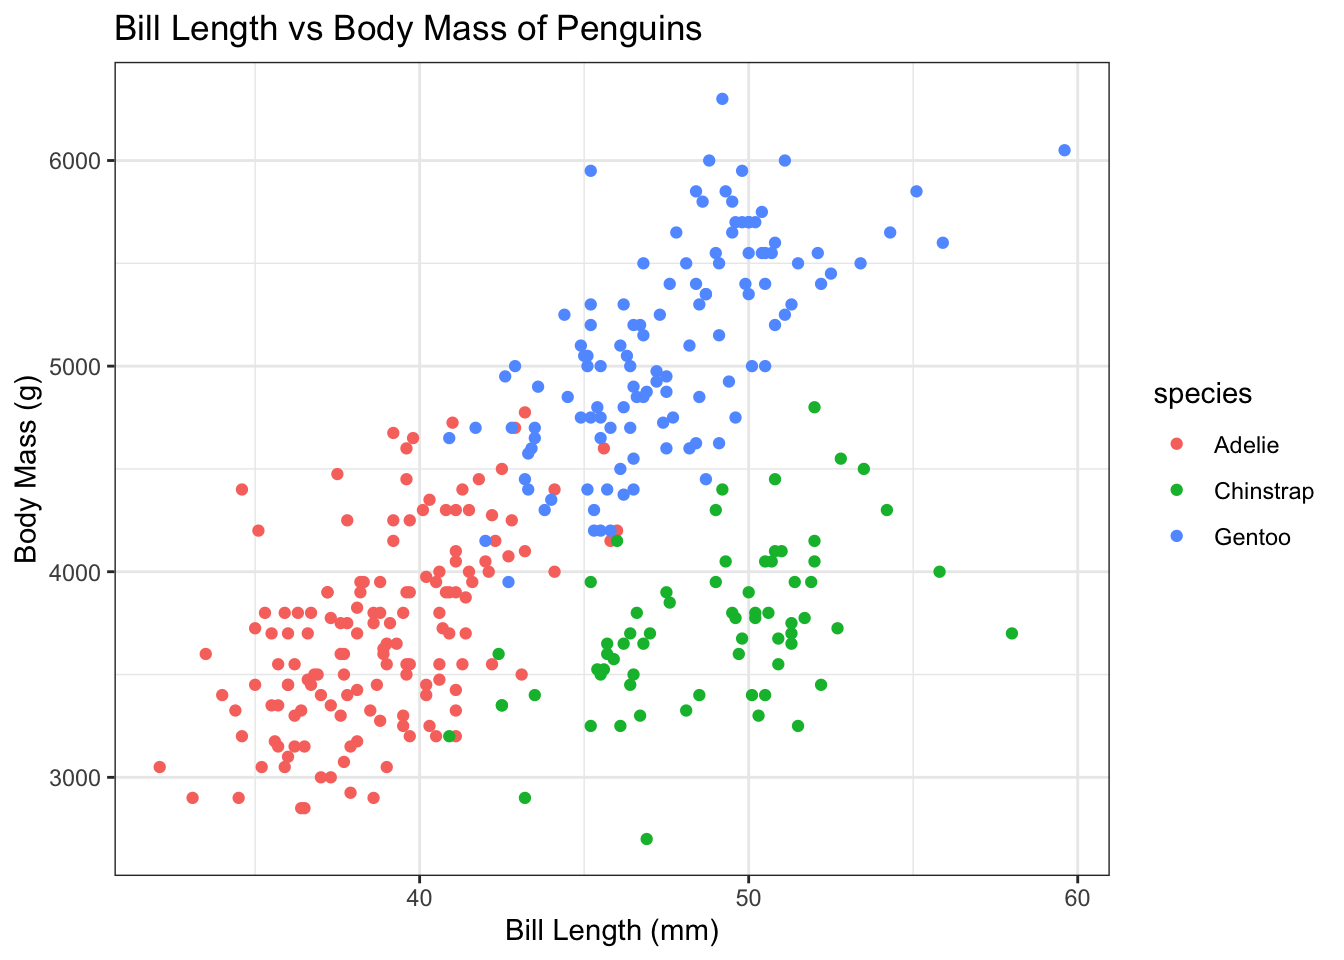 Bill Length vs Body Mass of Penguins
6000
5000
4000
3000
Body Mass (g)
40
50
60
Bill Length (mm)
species
Adelie
Chinstrap
Gentoo